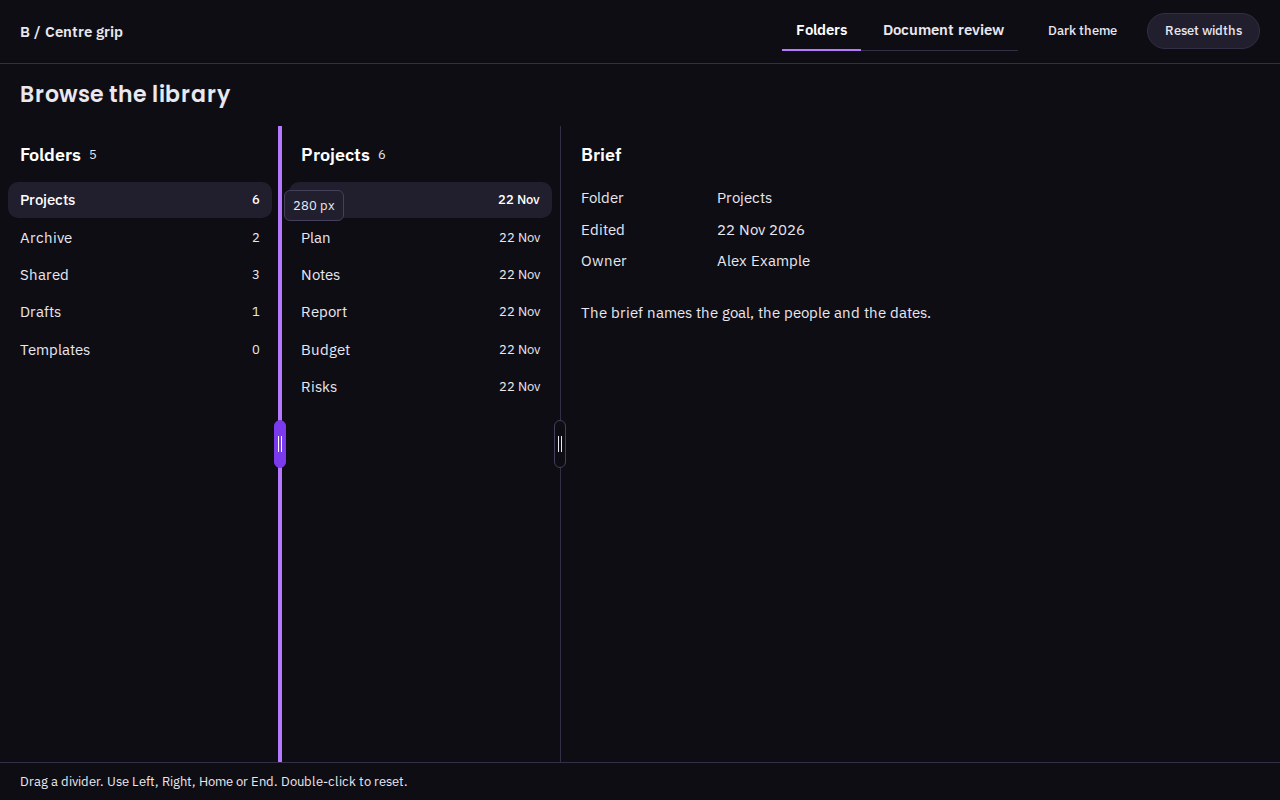 B / Centre grip
Folders
Document review
Dark theme
Reset widths
Browse the library
Folders 5
Projects 6
Archive 2
Shared 3
Drafts 1
Templates 0
280 px
Projects 6
22 Nov
Plan 22 Nov
Notes 22 Nov
Report 22 Nov
Budget 22 Nov
Risks 22 Nov
Brief
Folder Projects
Edited 22 Nov 2026
Owner Alex Example
The brief names the goal, the people and the dates.
Drag a divider. Use Left, Right, Home or End. Double-click to reset.